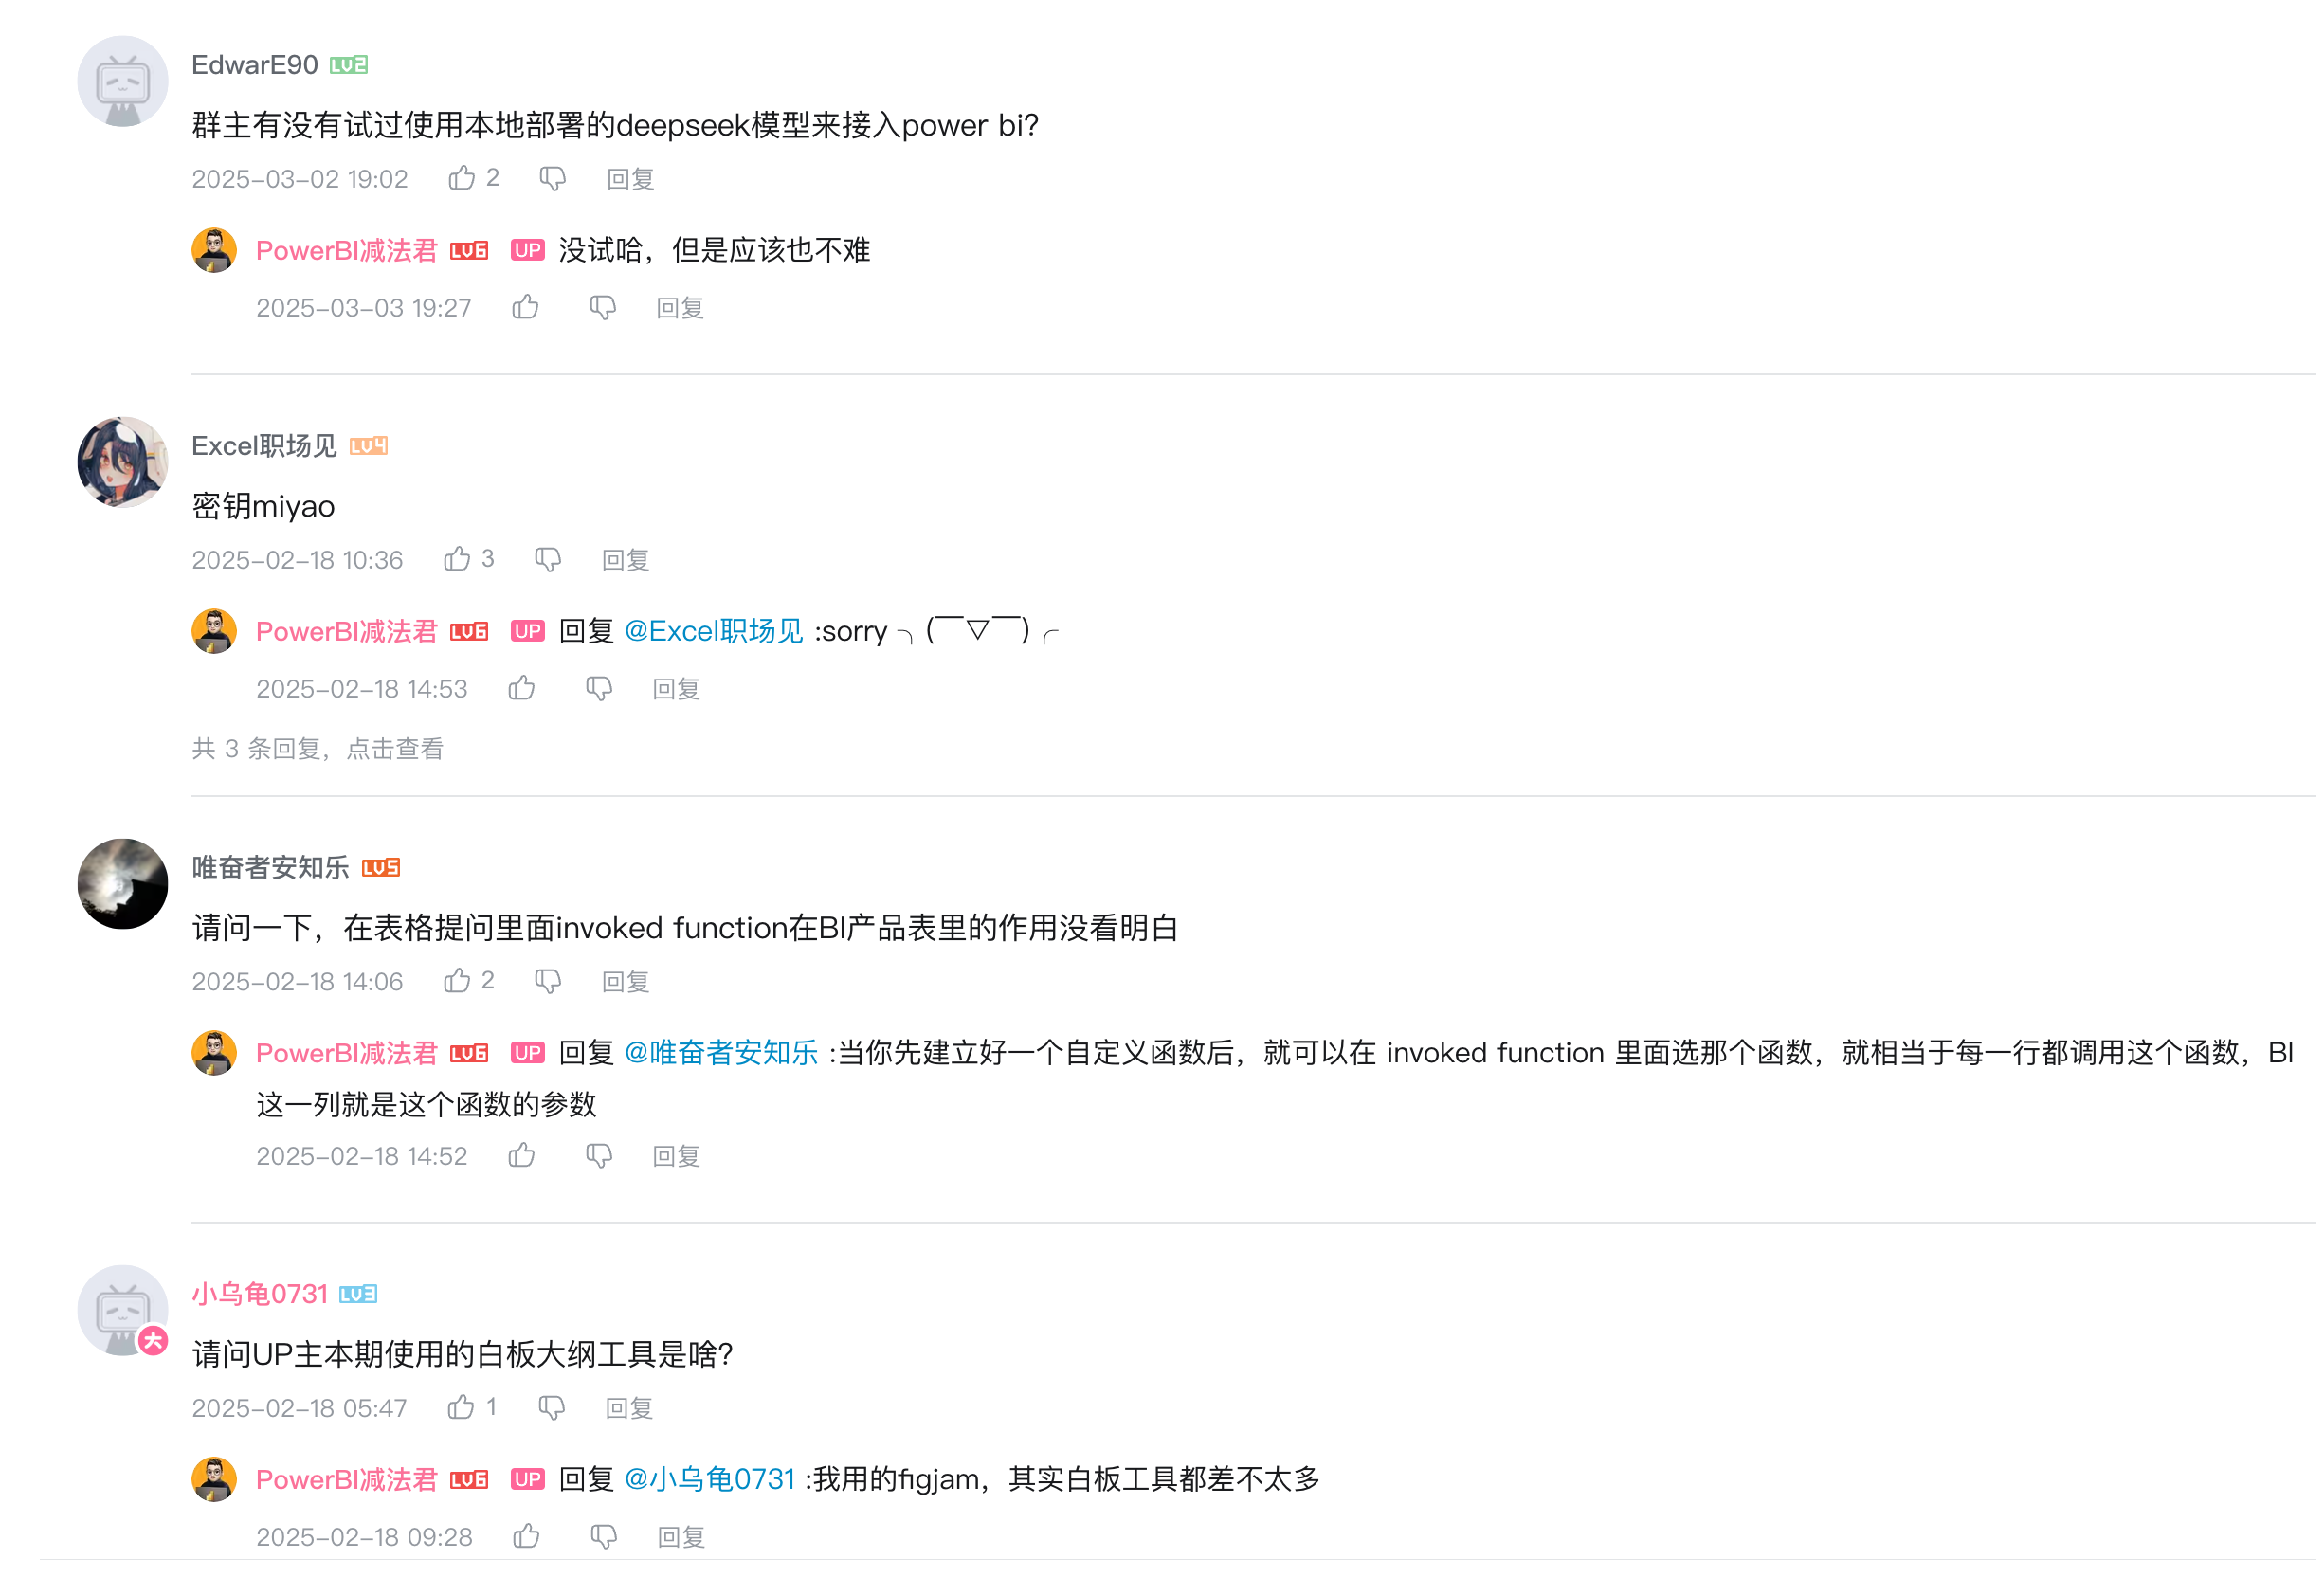 EdwarE90 LV2
群主有没有试过使用本地部署的deepseek模型来接入power bi?
2025-03-02 19:02 2 回复
PowerBI减法君 LV6 UP 没试哈，但是应该也不难
2025-03-03 19:27 回复
Excel职场见 LV4
密钥miyao
2025-02-18 10:36 3 回复
PowerBI减法君 LV6 UP 回复 @Excel职场见 :sorry ╮(￣▽￣)╭
2025-02-18 14:53 回复
共 3 条回复，点击查看
唯奋者安知乐 LV5
请问一下，在表格提问里面invoked function在BI产品表里的作用没看明白
2025-02-18 14:06 2 回复
PowerBI减法君 LV6 UP 回复 @唯奋者安知乐 :当你先建立好一个自定义函数后，就可以在 invoked function 里面选那个函数，就相当于每一行都调用这个函数，BI
这一列就是这个函数的参数
2025-02-18 14:52 回复
小乌龟0731 LV3
请问UP主本期使用的白板大纲工具是啥?
2025-02-18 05:47 1 回复
PowerBI减法君 LV6 UP 回复 @小乌龟0731 :我用的figjam，其实白板工具都差不太多
2025-02-18 09:28 回复